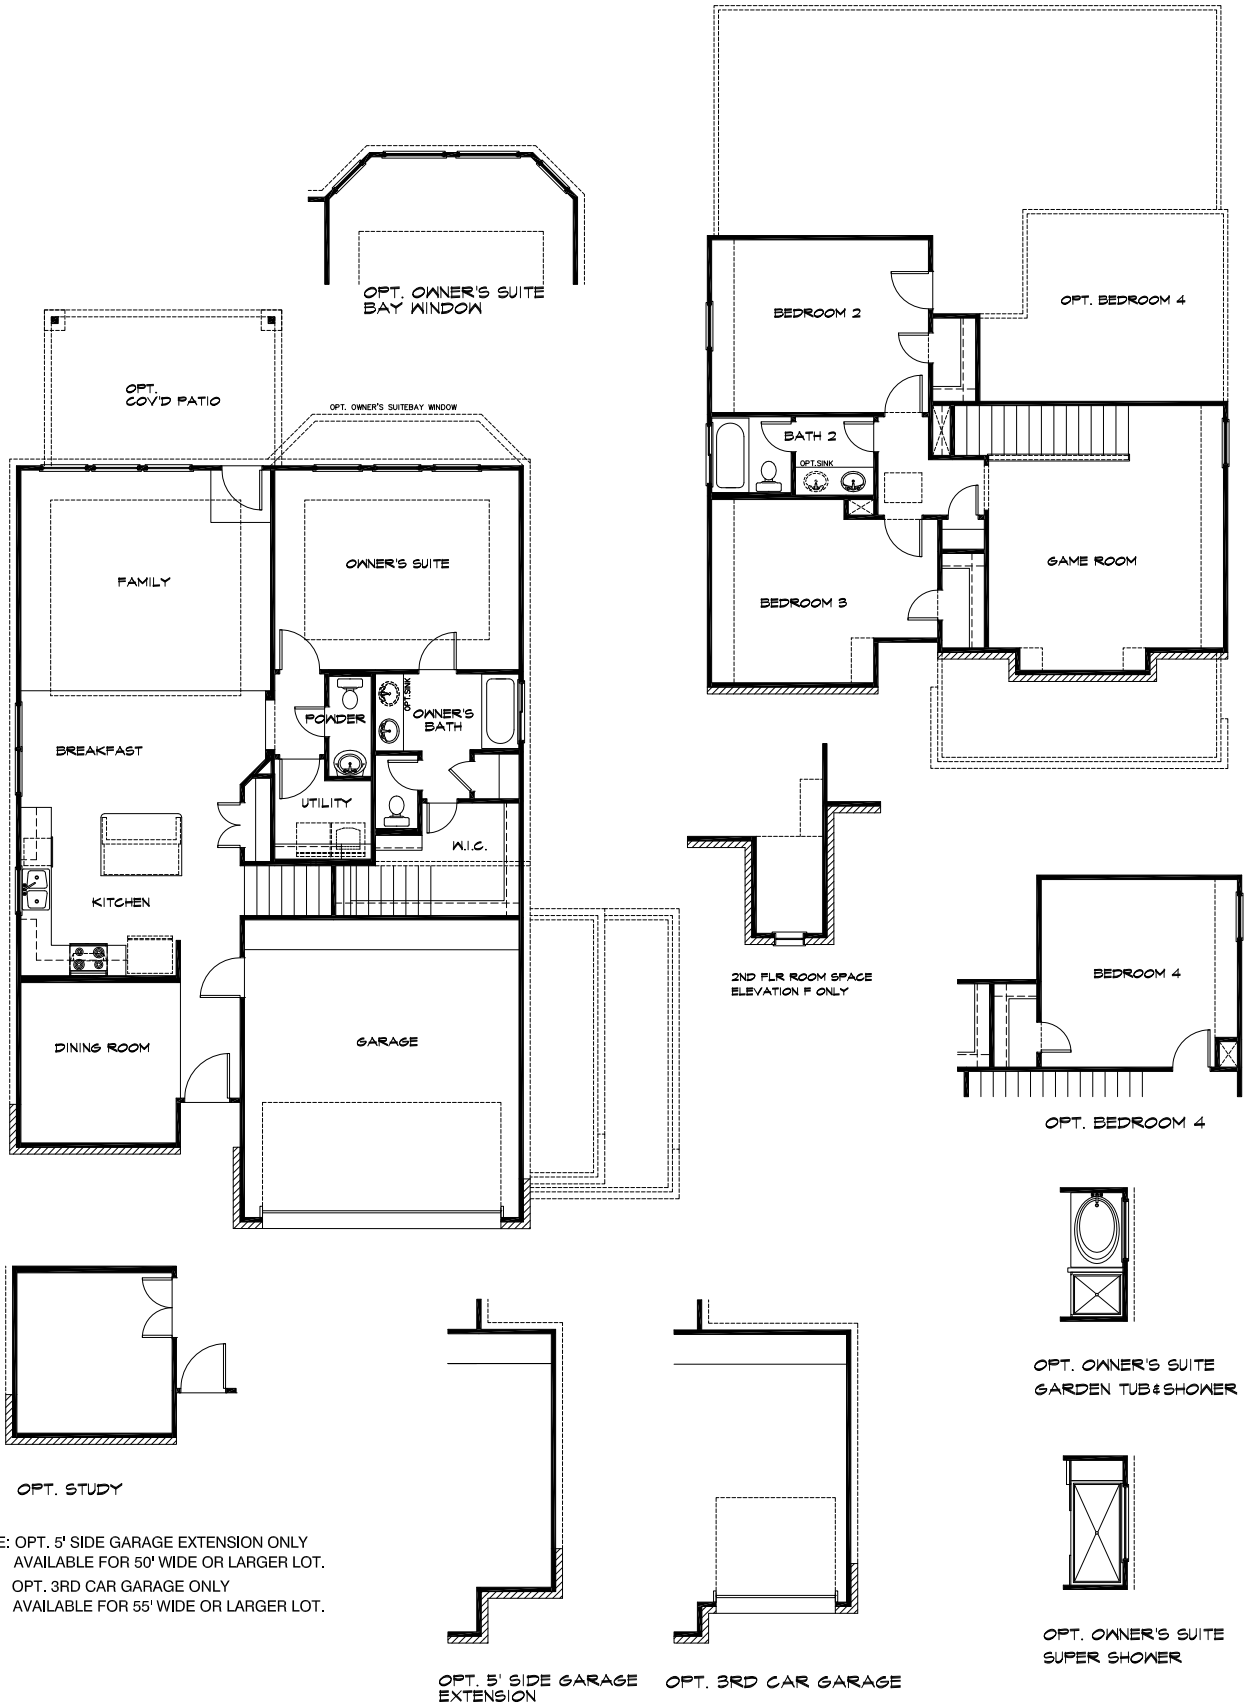 OPT. OWNER'S SUITE
BAY WINDOW
OPT.
COV'D PATIO
OPT. OWNER'S SUITEBAY WINDOW
FAMILY
OWNER'S SUITE
POWDER
OPT.SINK
OWNER'S
BATH
BREAKFAST
UTILITY
W.I.C.
KITCHEN
DINING ROOM
GARAGE
BEDROOM 2
OPT. BEDROOM 4
BATH 2
OPT.SINK
GAME ROOM
BEDROOM 3
2ND FLR ROOM SPACE
ELEVATION F ONLY
BEDROOM 4
OPT. BEDROOM 4
OPT. OWNER'S SUITE
GARDEN TUB&SHOWER
OPT. STUDY
E: OPT. 5' SIDE GARAGE EXTENSION ONLY
AVAILABLE FOR 50' WIDE OR LARGER LOT.
OPT. 3RD CAR GARAGE ONLY
AVAILABLE FOR 55' WIDE OR LARGER LOT.
OPT. 5' SIDE GARAGE
EXTENSION
OPT. 3RD CAR GARAGE
OPT. OWNER'S SUITE
SUPER SHOWER